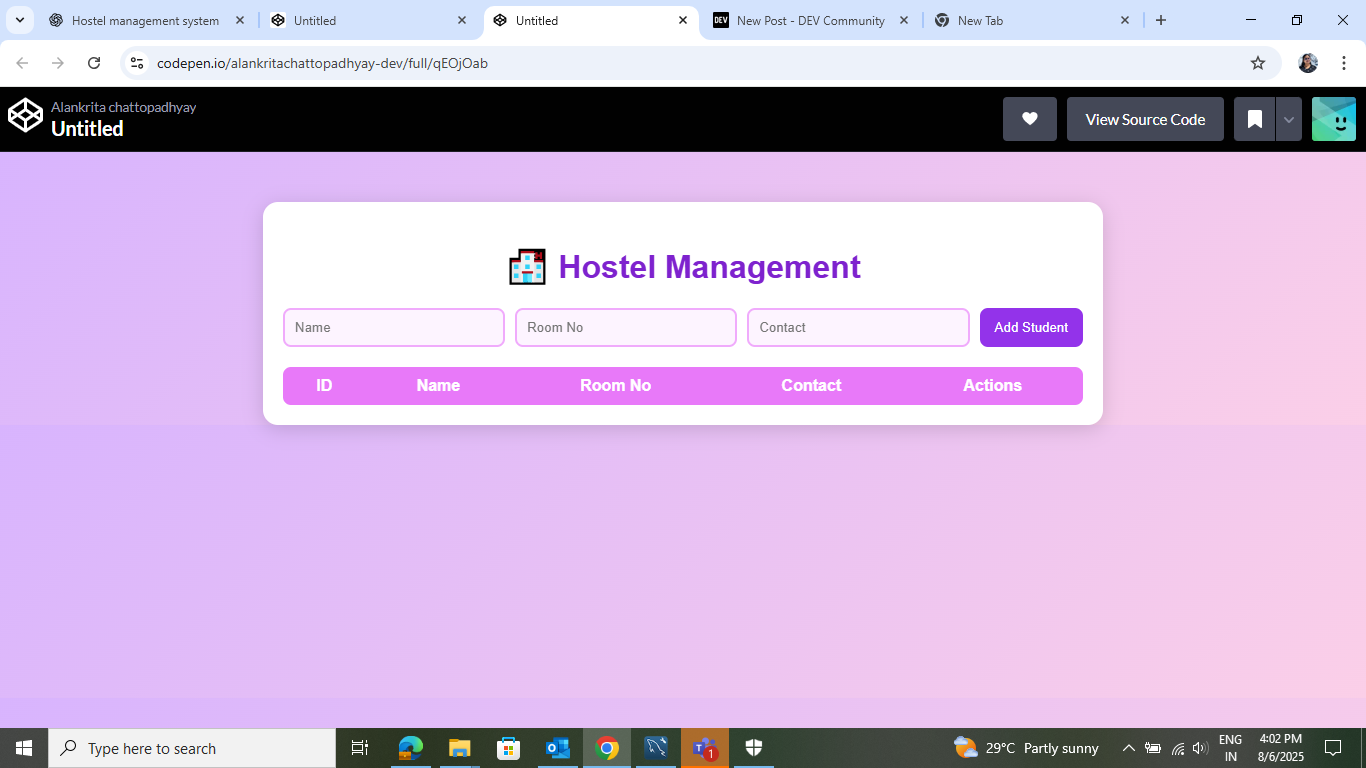 Hostel management system
Untitled
Untitled
DEV New Post - DEV Community
New Tab
codepen.io/alankritachattopadhyay-dev/full/qEOjOab
Alankrita chattopadhyay
Untitled
View Source Code
Hostel Management
Name Room No Contact Add Student
ID Name Room No Contact Actions
Type here to search
1
29°C Partly sunny
ENG
IN
4:02 PM
8/6/2025